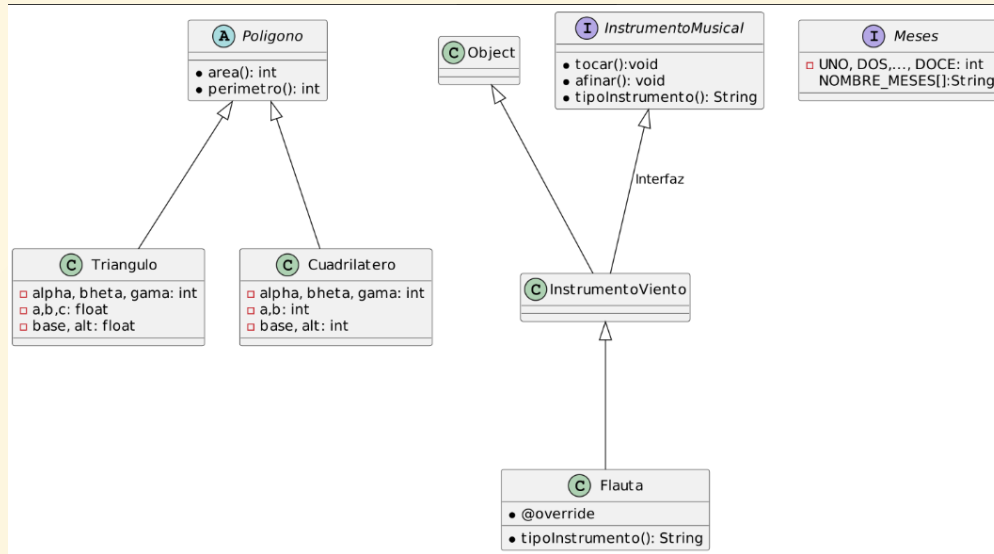 A Poligono
• area(): int
• perimetro(): int
C Object
I InstrumentoMusical
• tocar():void
• afinar(): void
• tipoInstrumento(): String
I Meses
UNO, DOS,..., DOCE: int
NOMBRE_MESES[]:String
Interfaz
C Triangulo
alpha, bheta, gama: int
a,b,c: float
base, alt: float
C Cuadrilatero
alpha, bheta, gama: int
a,b: int
base, alt: int
C InstrumentoViento
C Flauta
• @override
• tipoInstrumento(): String